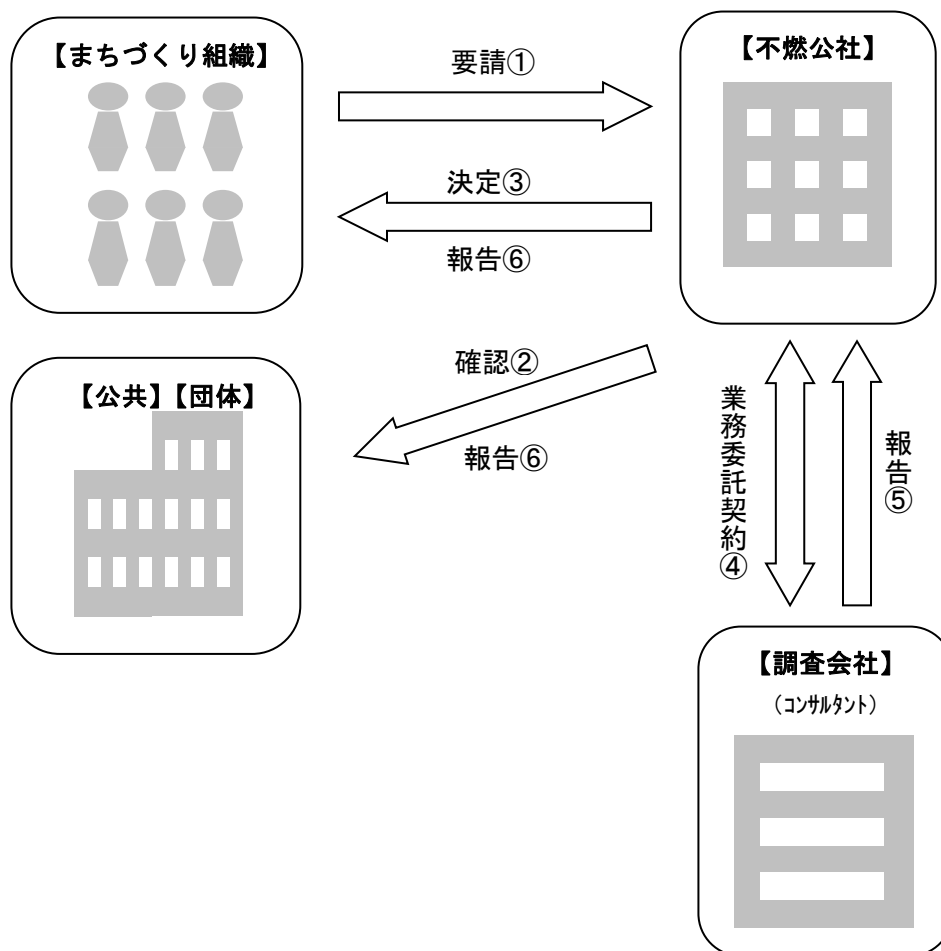 【まちづくり組織】
要請①
【不燃公社】
決定③
報告⑥
【公共】【団体】
確認②
報告⑥
業務委託契約④
報告⑤
【調査会社】
（ｺﾝｻﾙﾀﾝﾄ）